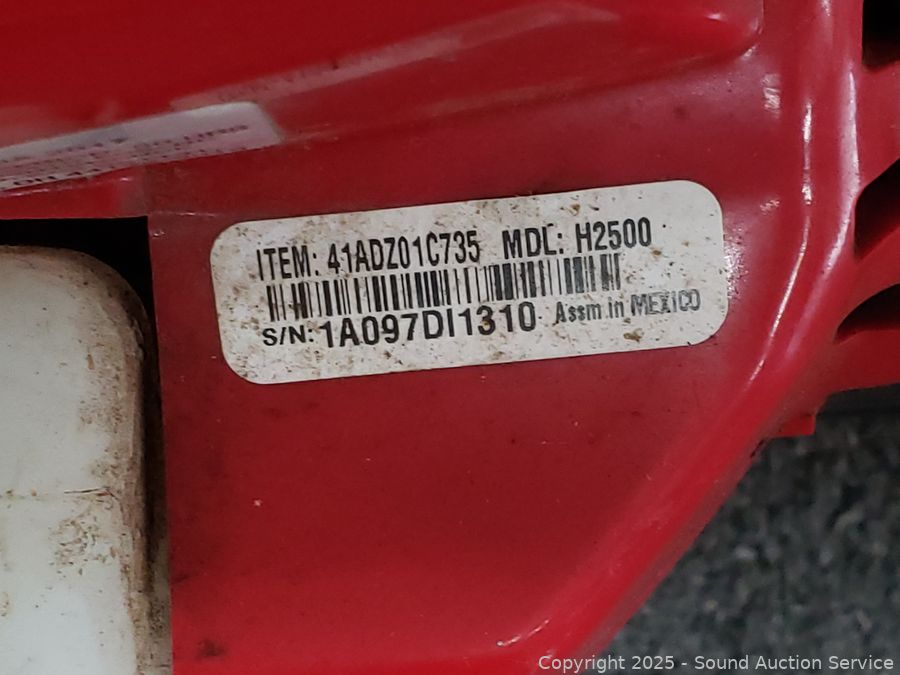 ITEM: 41ADZ01C735 MDL: H2500
S/N: 1A097DI1310 Assm in MEXICO
Copyright © 2025 - Sound Auction Service